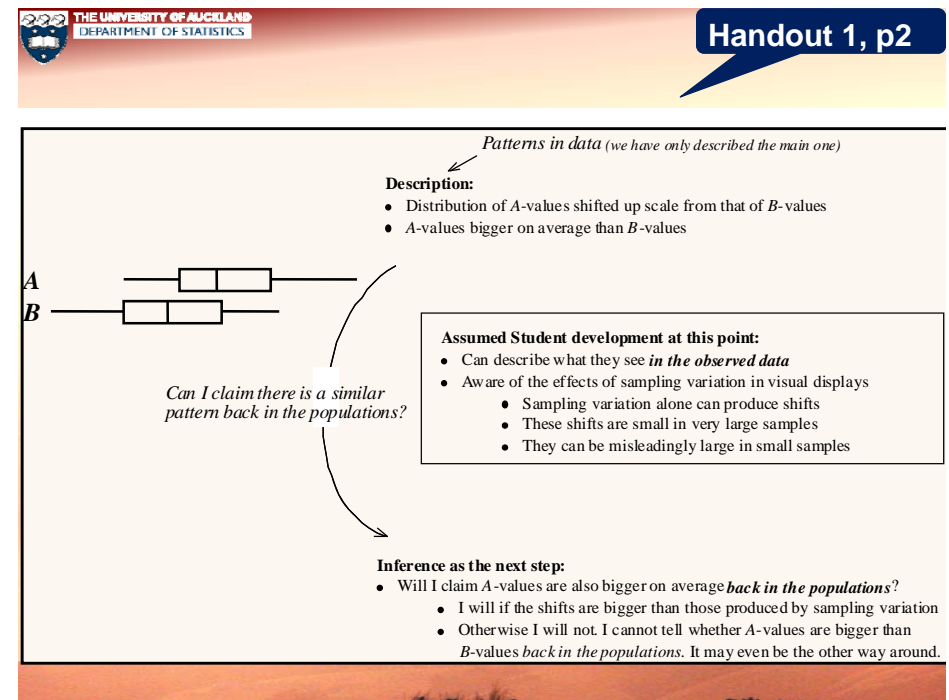 THE UNIVERSITY OF AUCKLAND
DEPARTMENT OF STATISTICS
Handout 1, p2
Patterns in data (we have only described the main one)
Description:
• Distribution of A-values shifted up scale from that of B-values
• A-values bigger on average than B-values
A
B
Can I claim there is a similar
pattern back in the populations?
Assumed Student development at this point:
• Can describe what they see in the observed data
• Aware of the effects of sampling variation in visual displays
• Sampling variation alone can produce shifts
• These shifts are small in very large samples
• They can be misleadingly large in small samples
Inference as the next step:
• Will I claim A-values are also bigger on average back in the populations?
• I will if the shifts are bigger than those produced by sampling variation
• Otherwise I will not. I cannot tell whether A-values are bigger than
B-values back in the populations. It may even be the other way around.